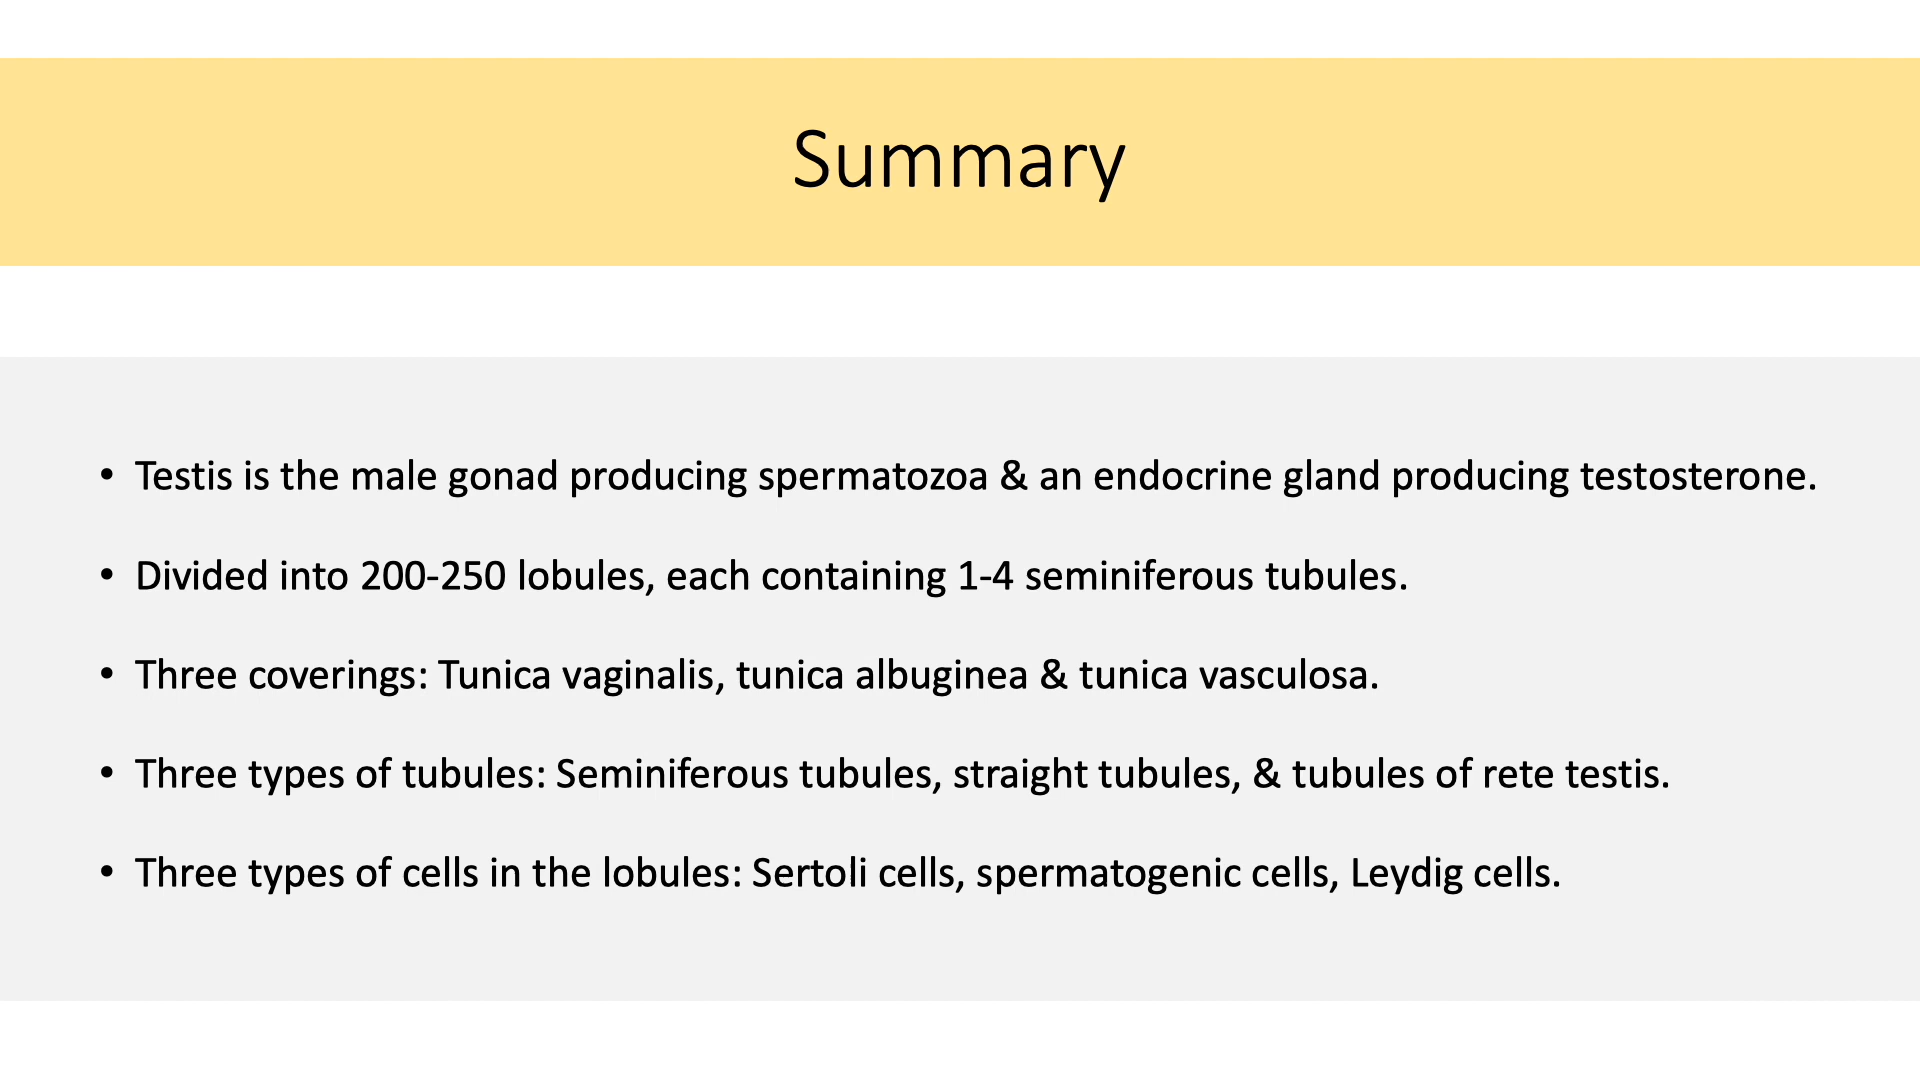 Summary
• Testis is the male gonad producing spermatozoa & an endocrine gland producing testosterone.
• Divided into 200-250 lobules, each containing 1-4 seminiferous tubules.
• Three coverings: Tunica vaginalis, tunica albuginea & tunica vasculosa.
• Three types of tubules: Seminiferous tubules, straight tubules, & tubules of rete testis.
• Three types of cells in the lobules: Sertoli cells, spermatogenic cells, Leydig cells.